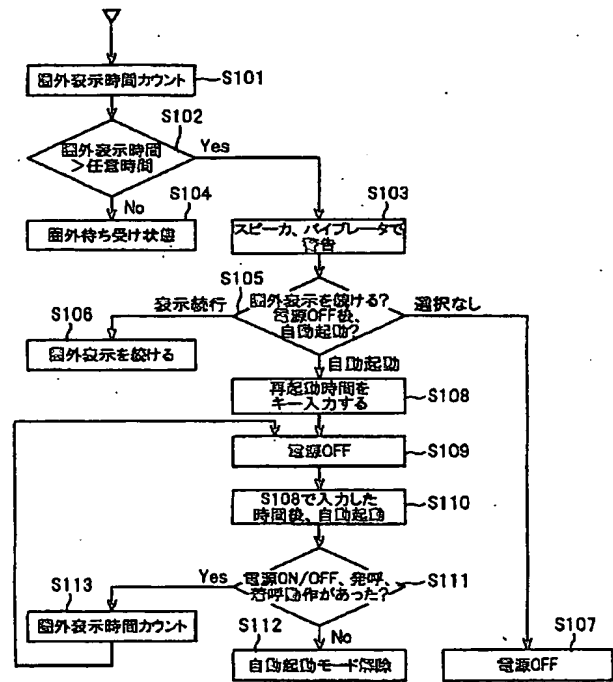 圏外表示時間カウント
S101
S102
圏外表示時間
>任意時間
Yes
No
S104
圏外待ち受け状態
S103
スピーカ、バイブレータで
警告
S105
圏外表示を続ける?
電源OFF後、
自動起動?
表示続行
選択なし
S106
圏外表示を続ける
自動起動
再起動時間を
キー入力する
S108
電源OFF
S109
S108で入力した
時間後、自動起動
S110
電源ON/OFF、発呼、
着呼動作があった?
S111
Yes
S113
圏外表示時間カウント
No
S112
自動起動モード解除
S107
電源OFF